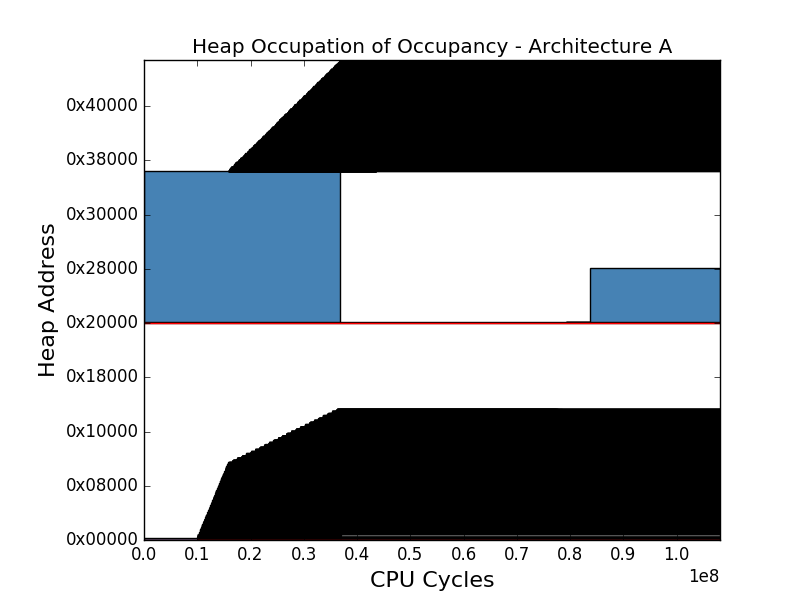 Heap Occupation of Occupancy - Architecture A
0x40000
0x38000
0x30000
0x28000
0x20000
0x18000
0x10000
0x08000
0x00000
Heap Address
0.0 0.1 0.2 0.3 0.4 0.5 0.6 0.7 0.8 0.9 1.0
1e8
CPU Cycles